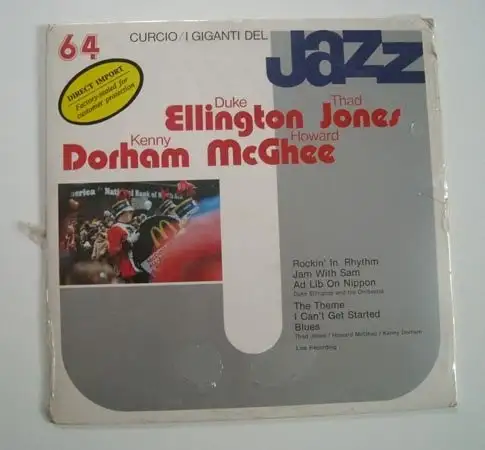 64
CURCIO/I GIGANTI DEL
Jazz
DIRECT IMPORT
Factory-sealed for
customer protection
Duke Thad
Ellington Jones
Kenny Howard
Dorham McGhee
Rockin' In Rhythm
Jam With Sam
Ad Lib On Nippon
Duke Ellington and his Orchestra
The Theme
I Can't Get Started
Blues
Thad Jones / Howard McGhee / Kenny Dorham
Live Recording